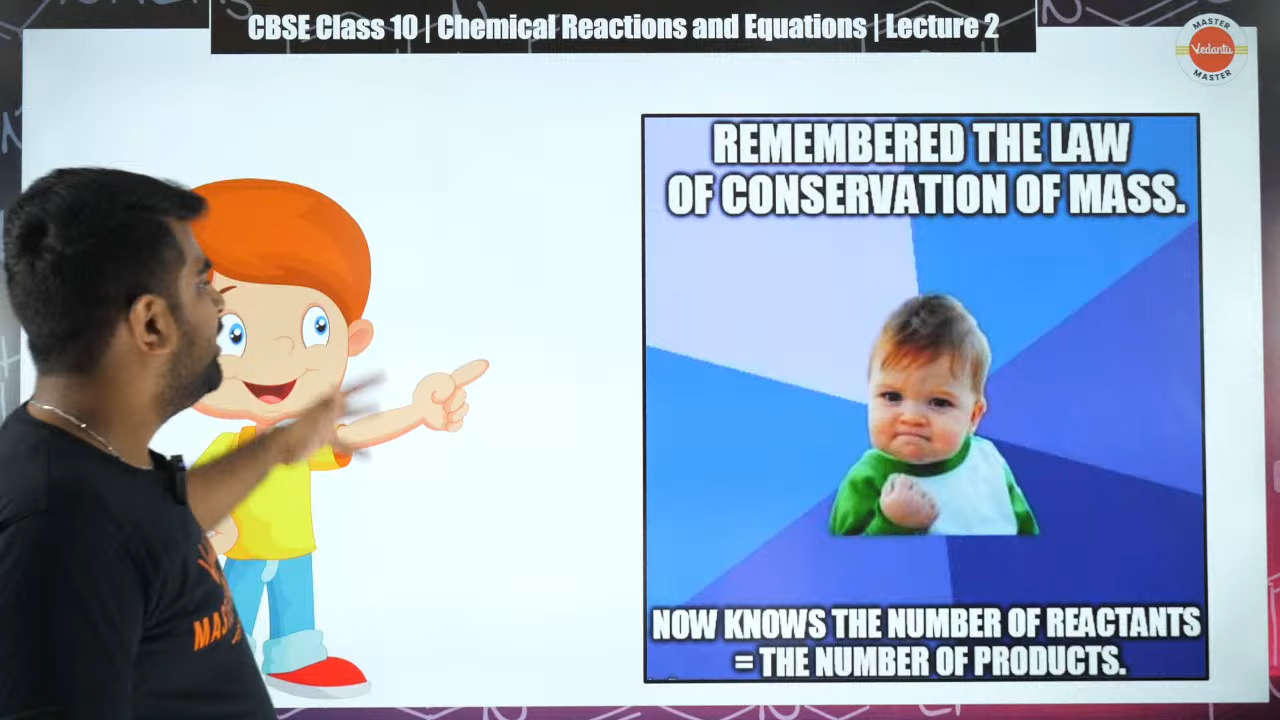 CBSE Class 10 | Chemical Reactions and Equations | Lecture 2
MASTER
Vedantu
MASTER
REMEMBERED THE LAW
OF CONSERVATION OF MASS.
NOW KNOWS THE NUMBER OF REACTANTS
= THE NUMBER OF PRODUCTS.